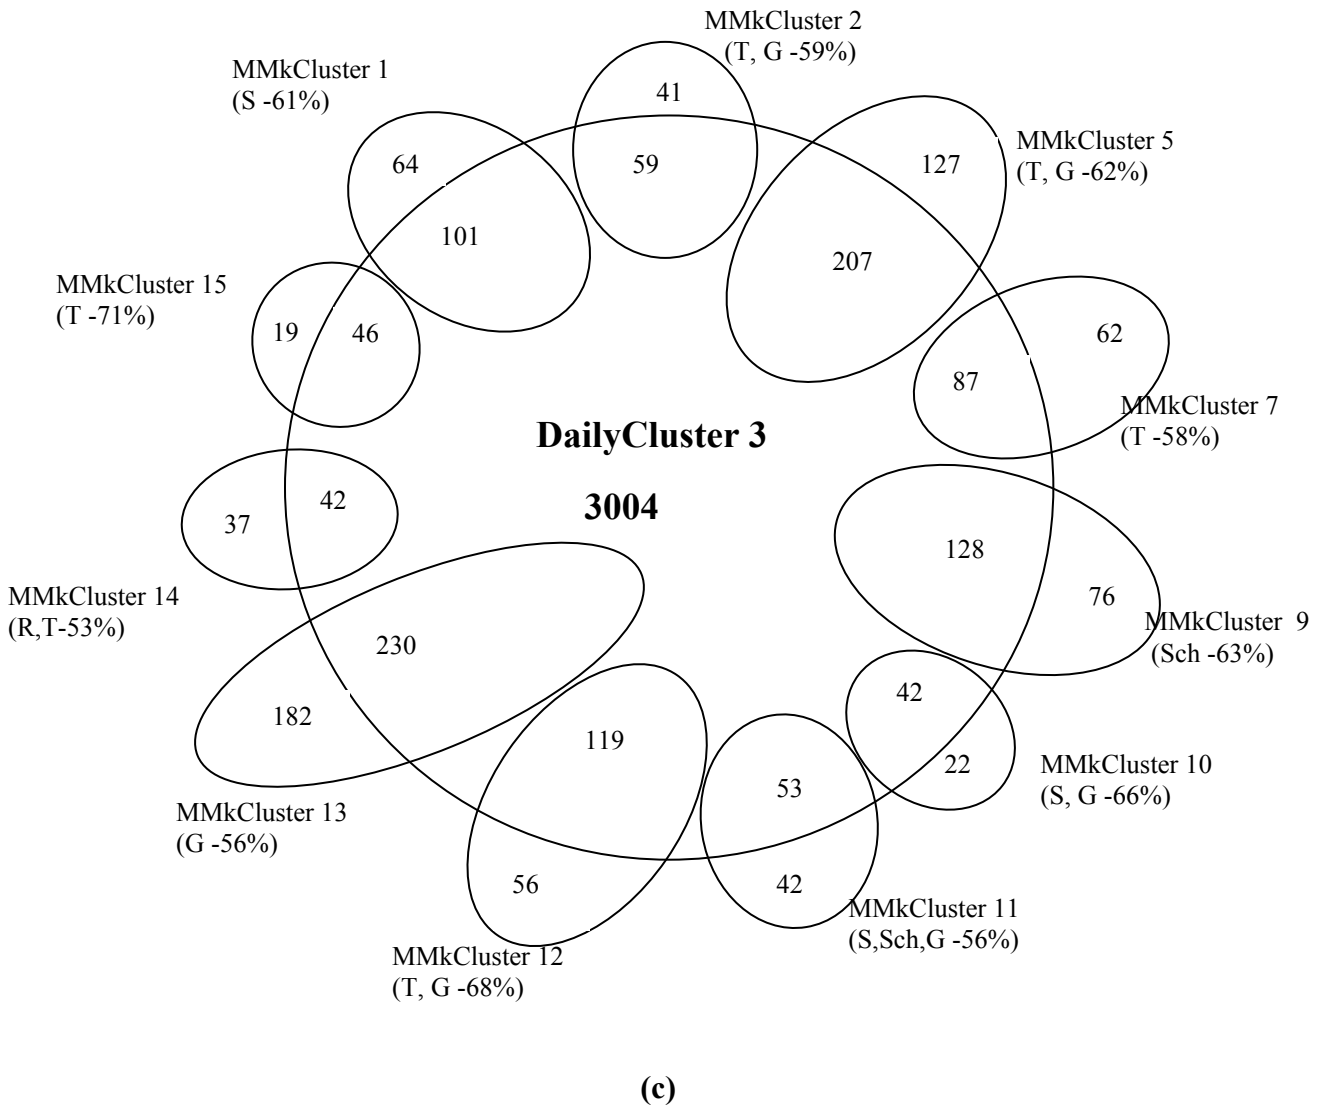 MMkCluster 2
(T, G -59%)
MMkCluster 1
(S -61%)
41
MMkCluster 5
(T, G -62%)
64
59
127
101
207
MMkCluster 15
(T -71%)
19
46
62
87
MMkCluster 7
(T -58%)
DailyCluster 3
3004
42
37
128
76
MMkCluster 14
(R,T-53%)
MMkCluster  9
(Sch -63%)
230
42
182
119
22
MMkCluster 10
(S, G -66%)
53
MMkCluster 13
(G -56%)
56
42
MMkCluster 11
(S,Sch,G -56%)
MMkCluster 12
(T, G -68%)
(c)